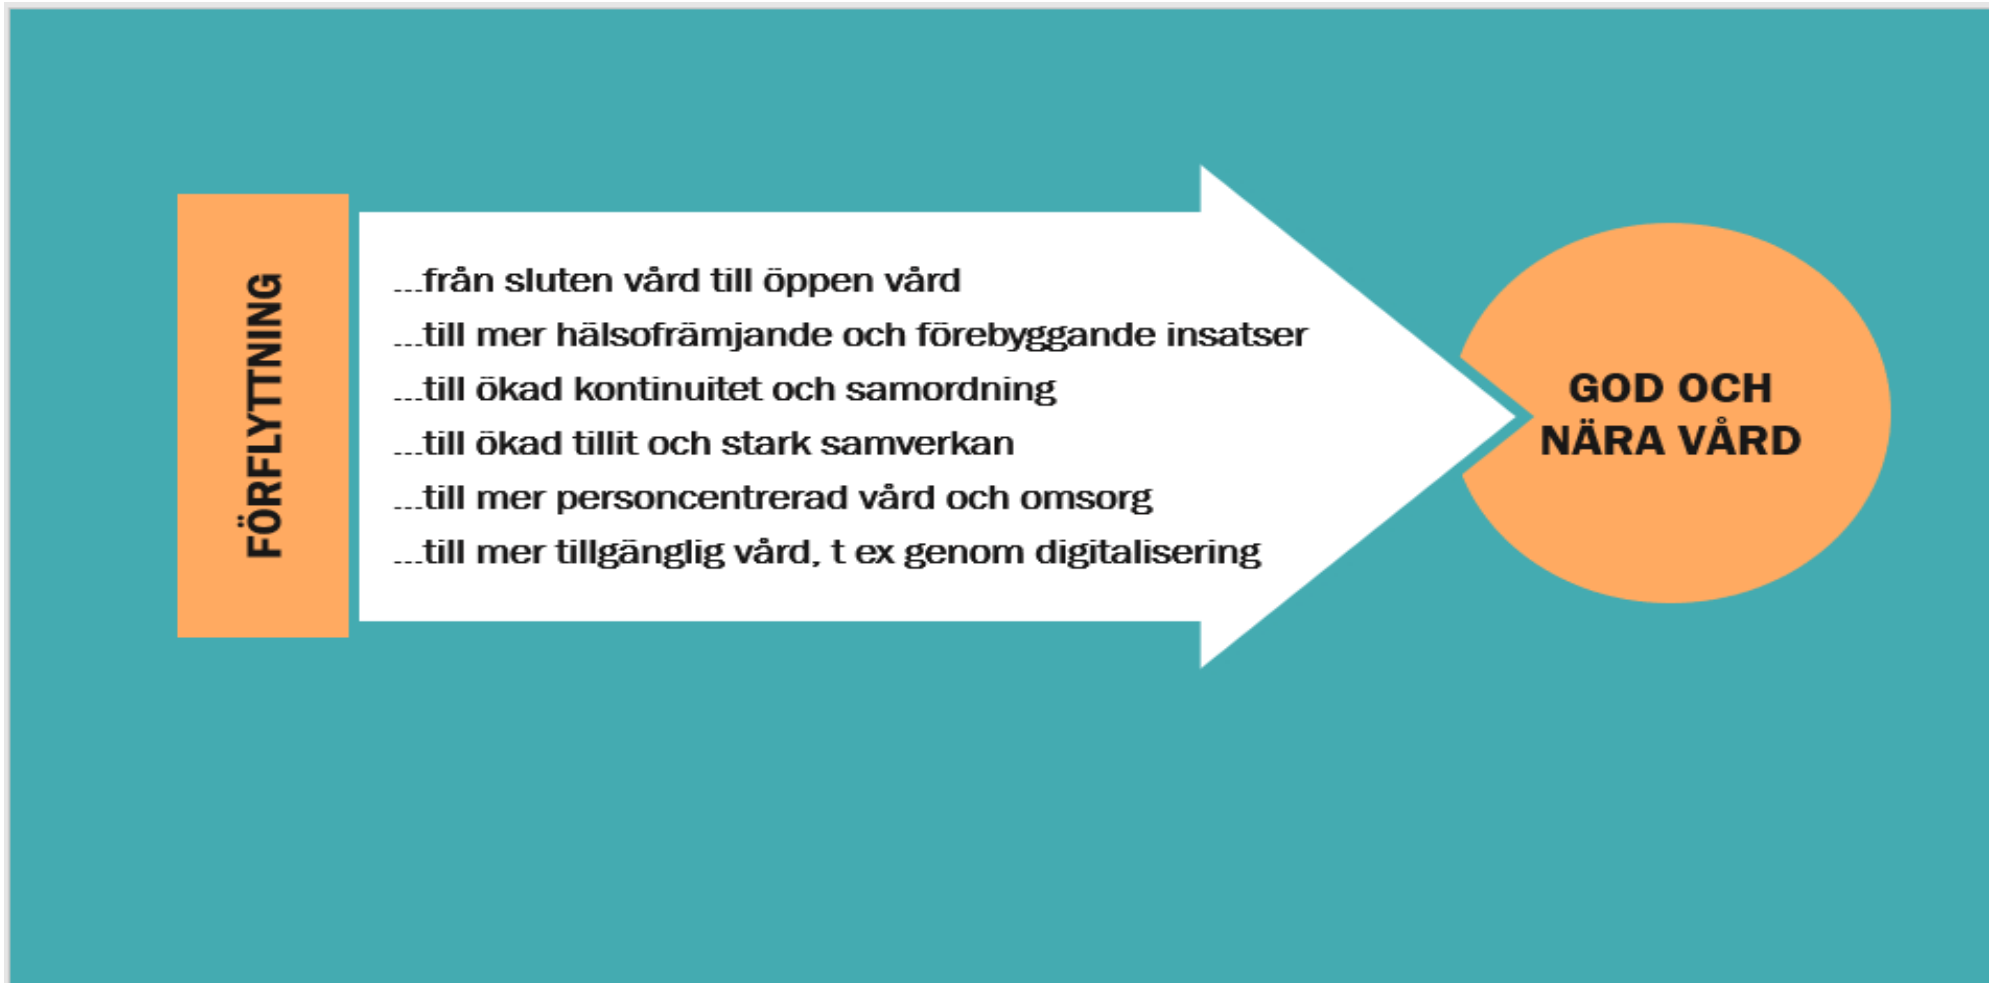 FÖRFLYTTNING
...från sluten vård till öppen vård
...till mer hälsofrämjande och förebyggande insatser
...till ökad kontinuitet och samordning
...till ökad tillit och stark samverkan
...till mer personcentrerad vård och omsorg
...till mer tillgänglig vård, t ex genom digitalisering
GOD OCH
NÄRA VÅRD